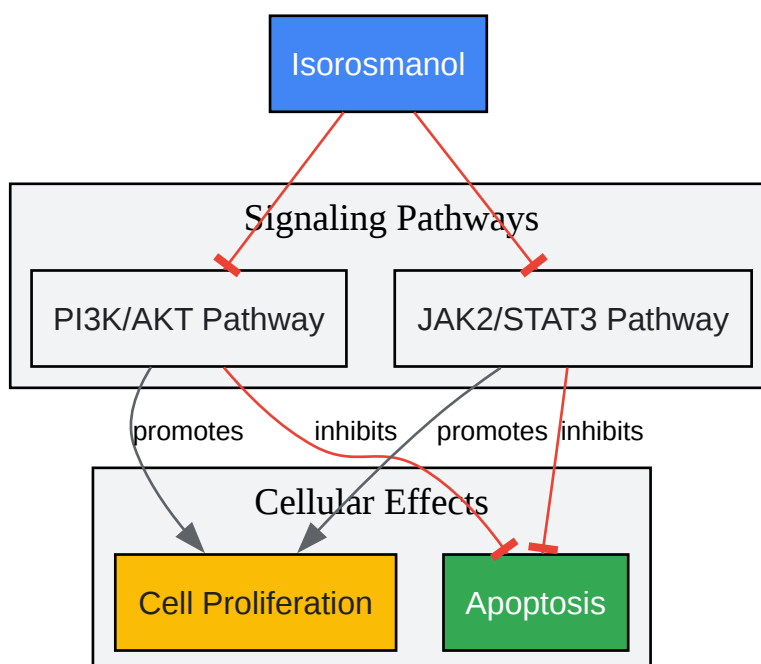 Isorosmanol
Signaling Pathways
PI3K/AKT Pathway
JAK2/STAT3 Pathway
promotes
inhibits
promotes
inhibits
Cellular Effects
Cell Proliferation
Apoptosis